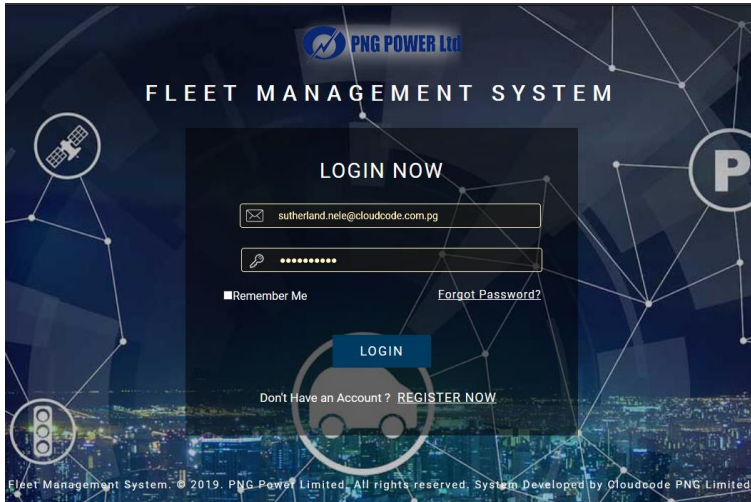 PNG POWER Ltd
FLEET MANAGEMENT SYSTEM
P
LOGIN NOW
sutherland.nele@cloudcode.com.pg
••••••••••
Remember Me
Forgot Password?
LOGIN
Don't Have an Account ? REGISTER NOW
Fleet Management System. © 2019. PNG Power Limited. All rights reserved. System Developed by Cloudcode PNG Limited